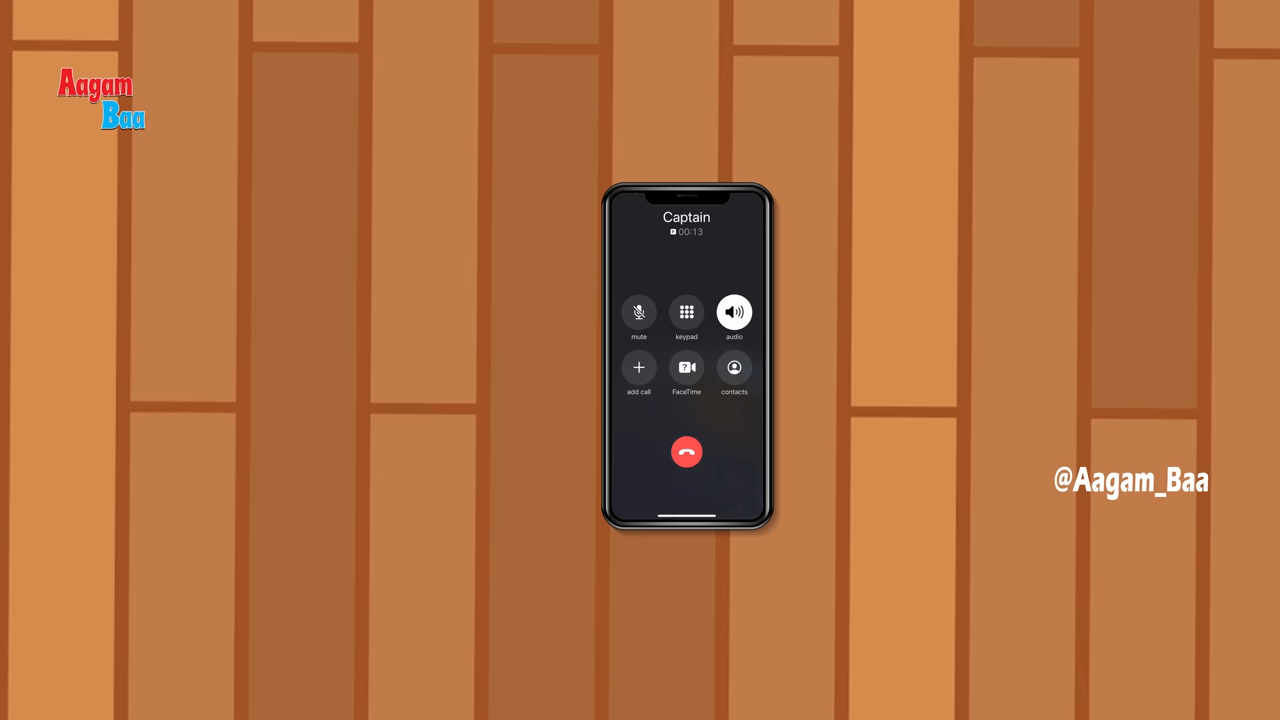 Aagam
Baa
Captain
P 00:13
mute
keypad
audio
add call
FaceTime
contacts
@Aagam_Baa